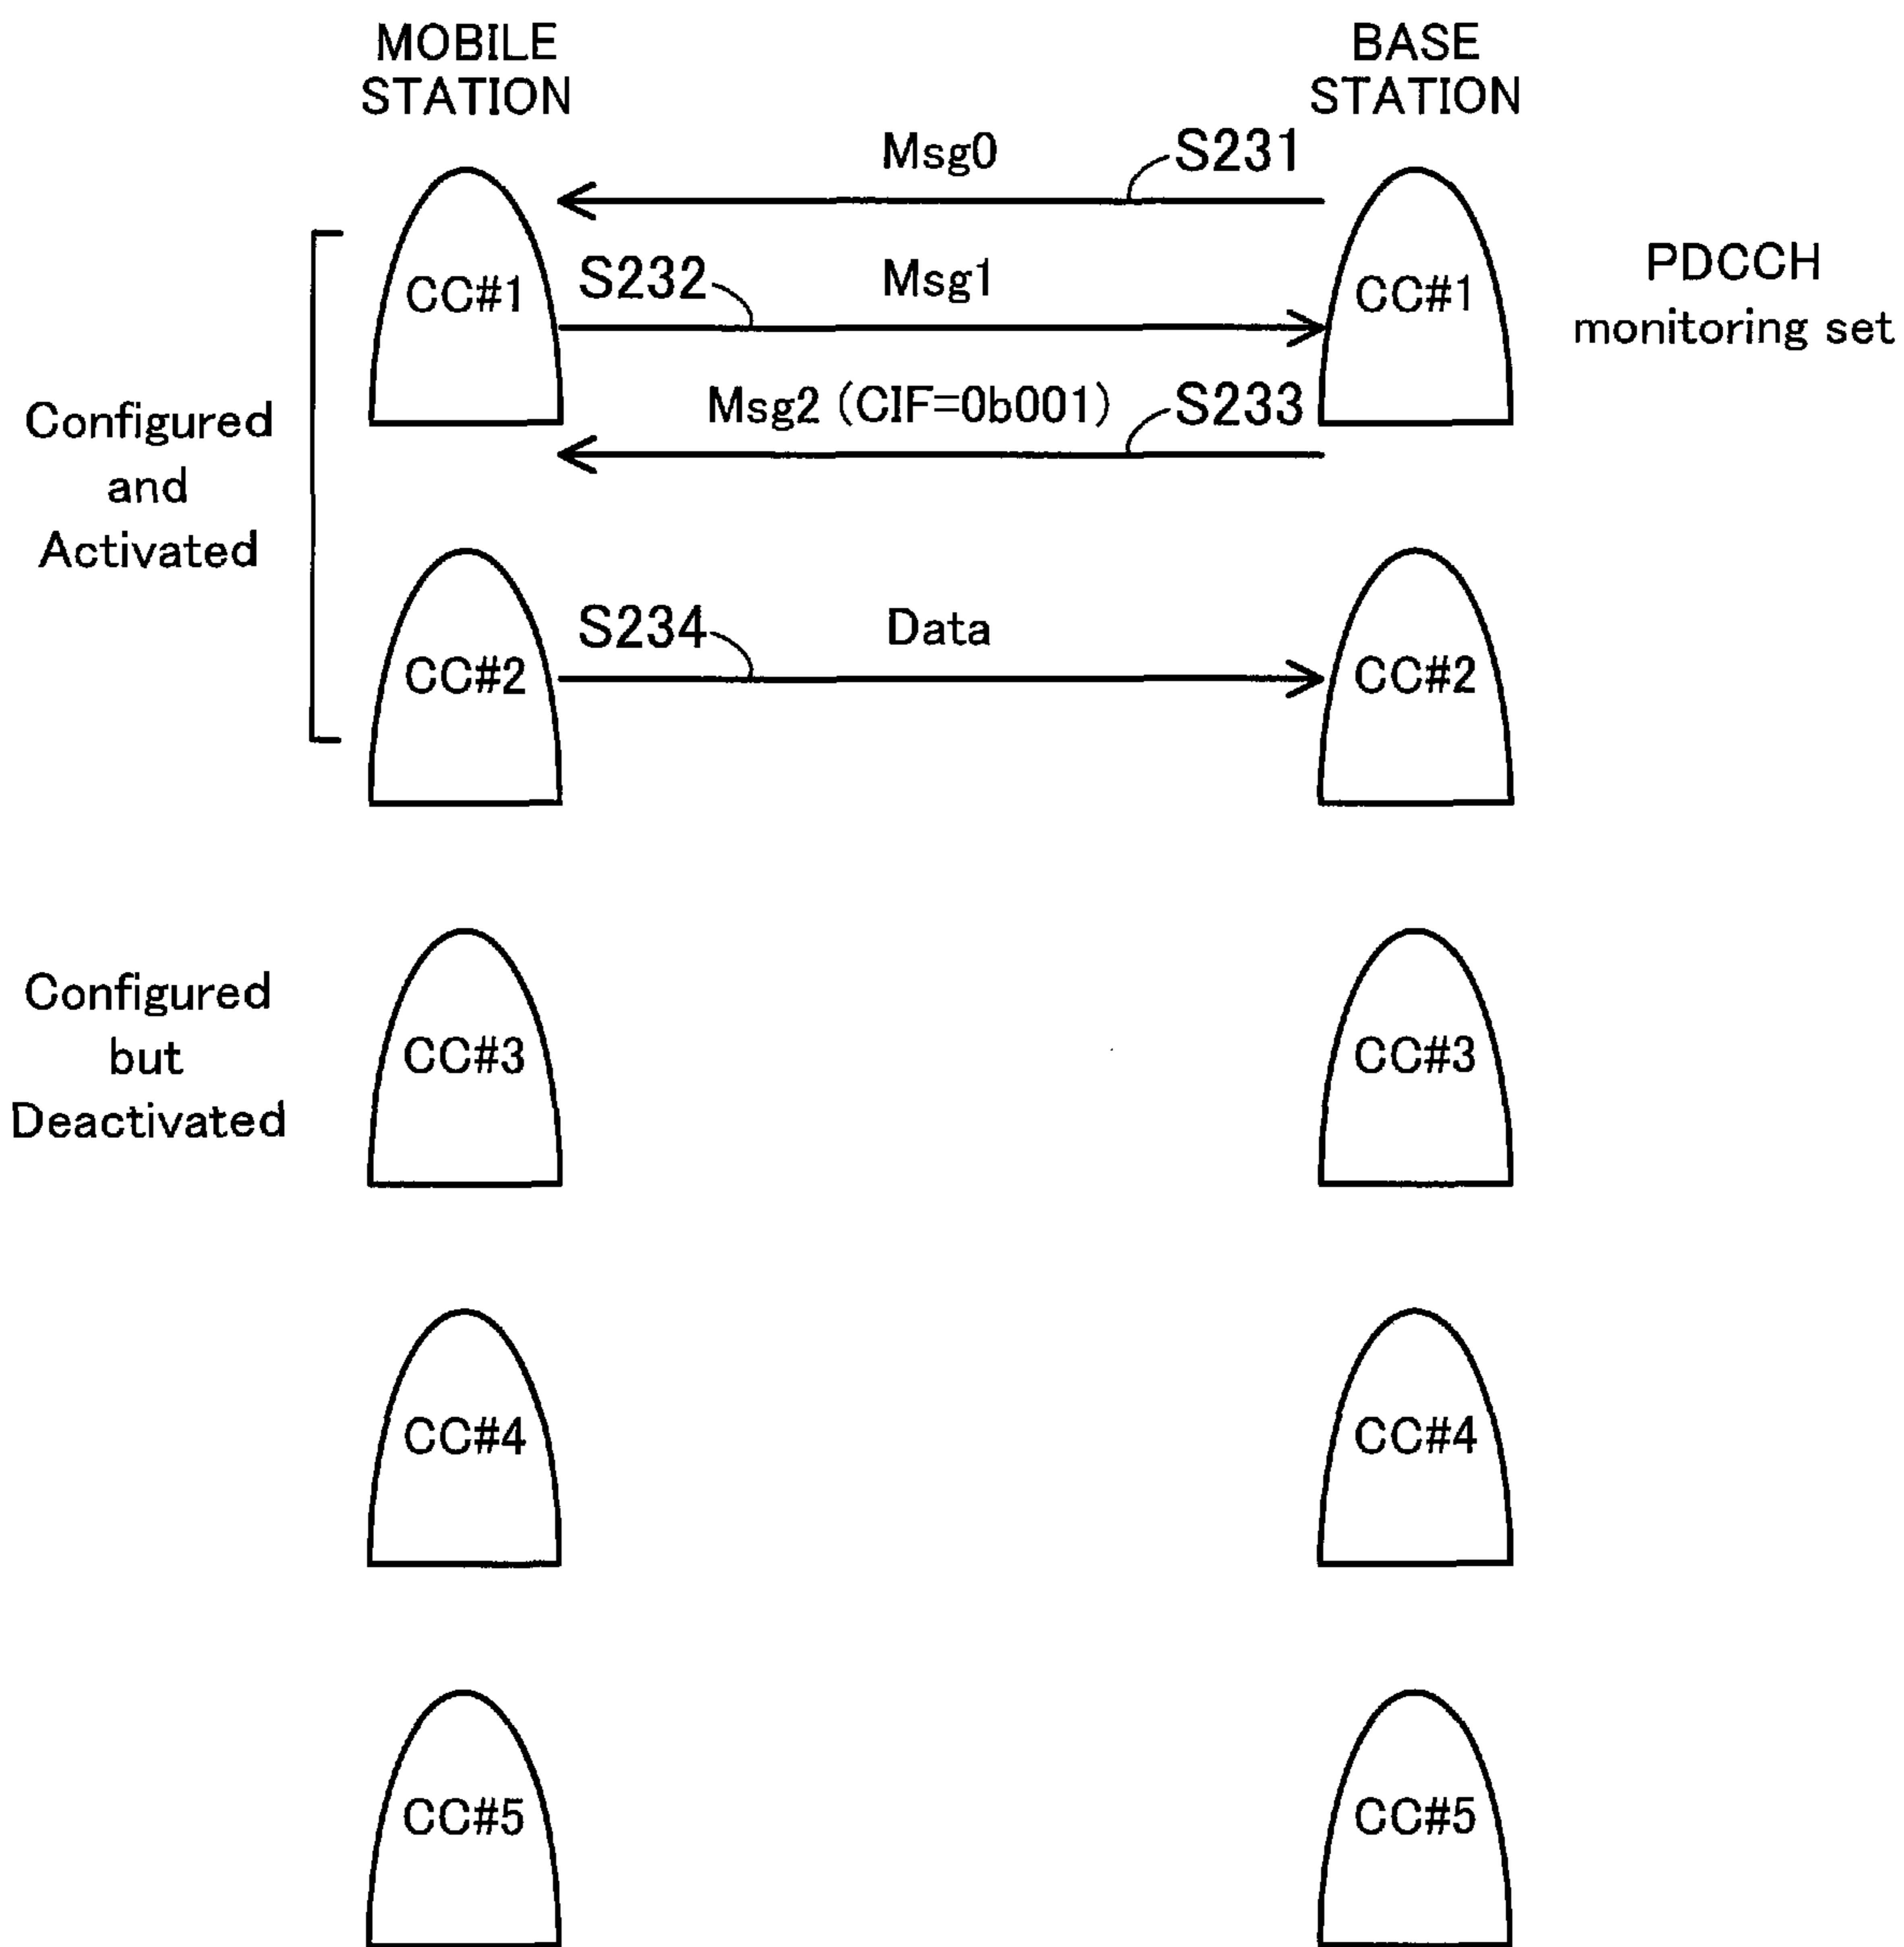 MOBILE
STATION
BASE
STATION
Msg0
S231
CC#1
S232
Msg1
CC#1
PDCCH
monitoring set
Msg2 (CIF=0b001)
S233
Configured
and
Activated
S234
Data
CC#2
CC#2
Configured
but
Deactivated
CC#3
CC#3
CC#4
CC#4
CC#5
CC#5